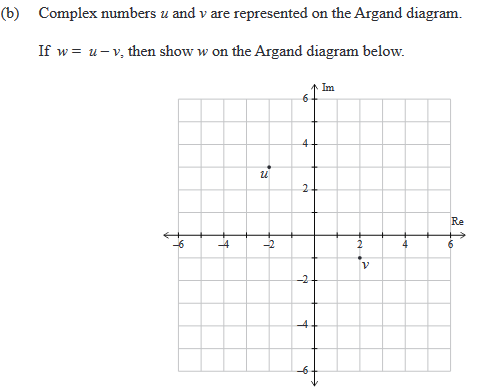 (b) Complex numbers u and v are represented on the Argand diagram.
If w = u − v, then show w on the Argand diagram below.
Im
6
4
u
2
Re
−6 −4 −2 2 4 6
v
−2
−4
−6